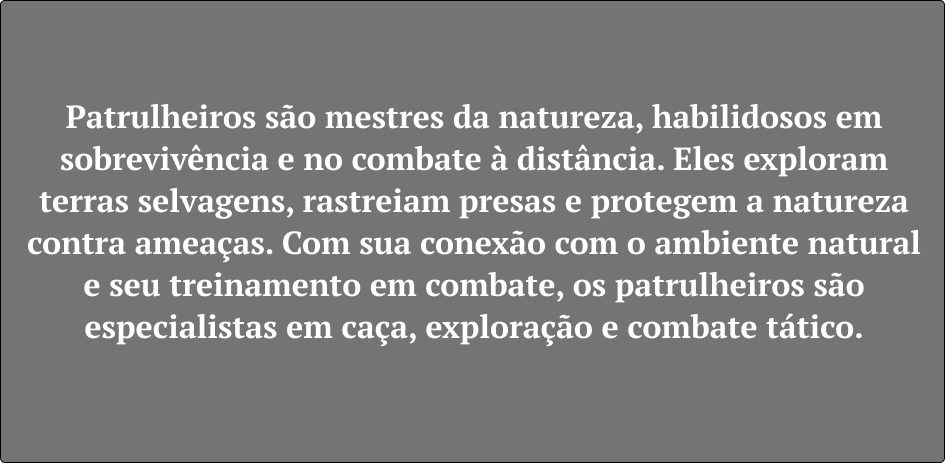 Patrulheiros são mestres da natureza, habilidosos em
sobrevivência e no combate à distância. Eles exploram
terras selvagens, rastreiam presas e protegem a natureza
contra ameaças. Com sua conexão com o ambiente natural
e seu treinamento em combate, os patrulheiros são
especialistas em caça, exploração e combate tático.